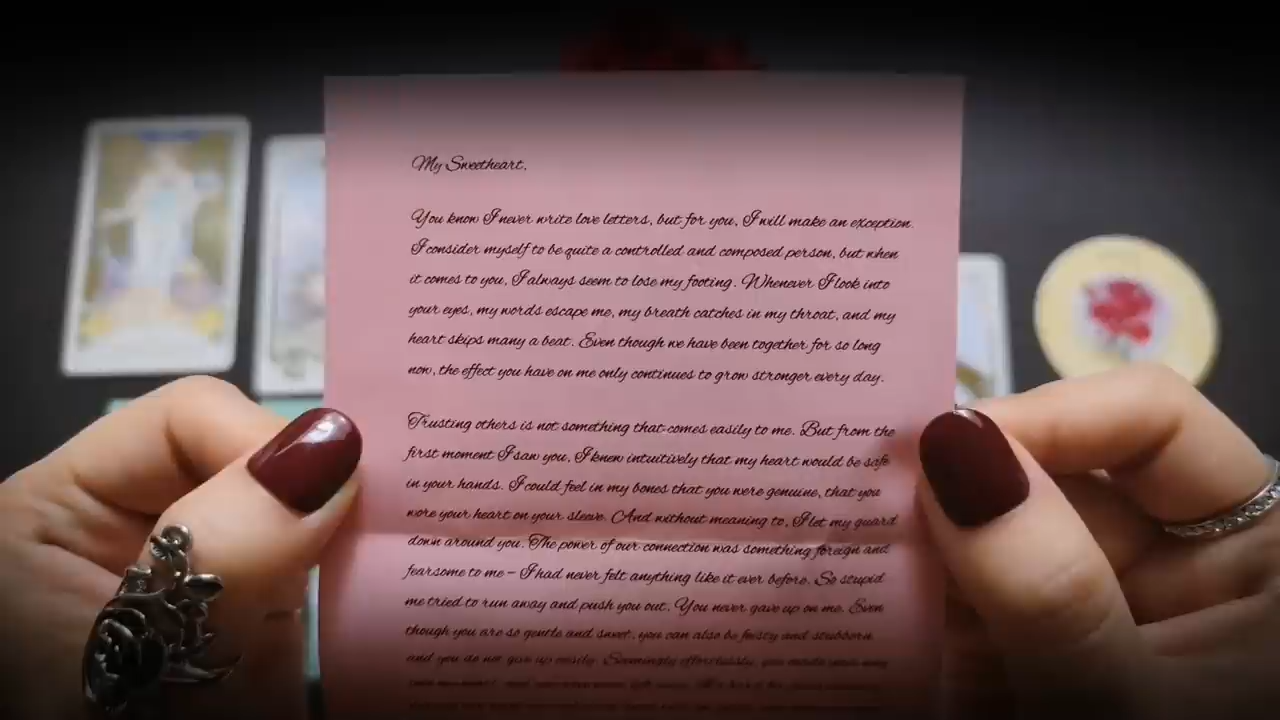 My Sweetheart,
You know I never write love letters, but for you, I will make an exception.
I consider myself to be quite a controlled and composed person, but when
it comes to you, I always seem to lose my footing. Whenever I look into
your eyes, my words escape me, my breath catches in my throat, and my
heart skips many a beat. Even though we have been together for so long
now, the effect you have on me only continues to grow stronger every day.
Trusting others is not something that comes easily to me. But from the
first moment I saw you, I knew intuitively that my heart would be safe
in your hands. I could feel in my bones that you were genuine, that you
wore your heart on your sleeve. And without meaning to, I let my guard
down around you. The power of our connection was something foreign and
fearsome to me – I had never felt anything like it ever before. So stupid
me tried to run away and push you out. You never gave up on me. Even
though you are so gentle and sweet, you can also be feisty and stubborn
and you do not give up easily. Seemingly effortlessly, you made your way